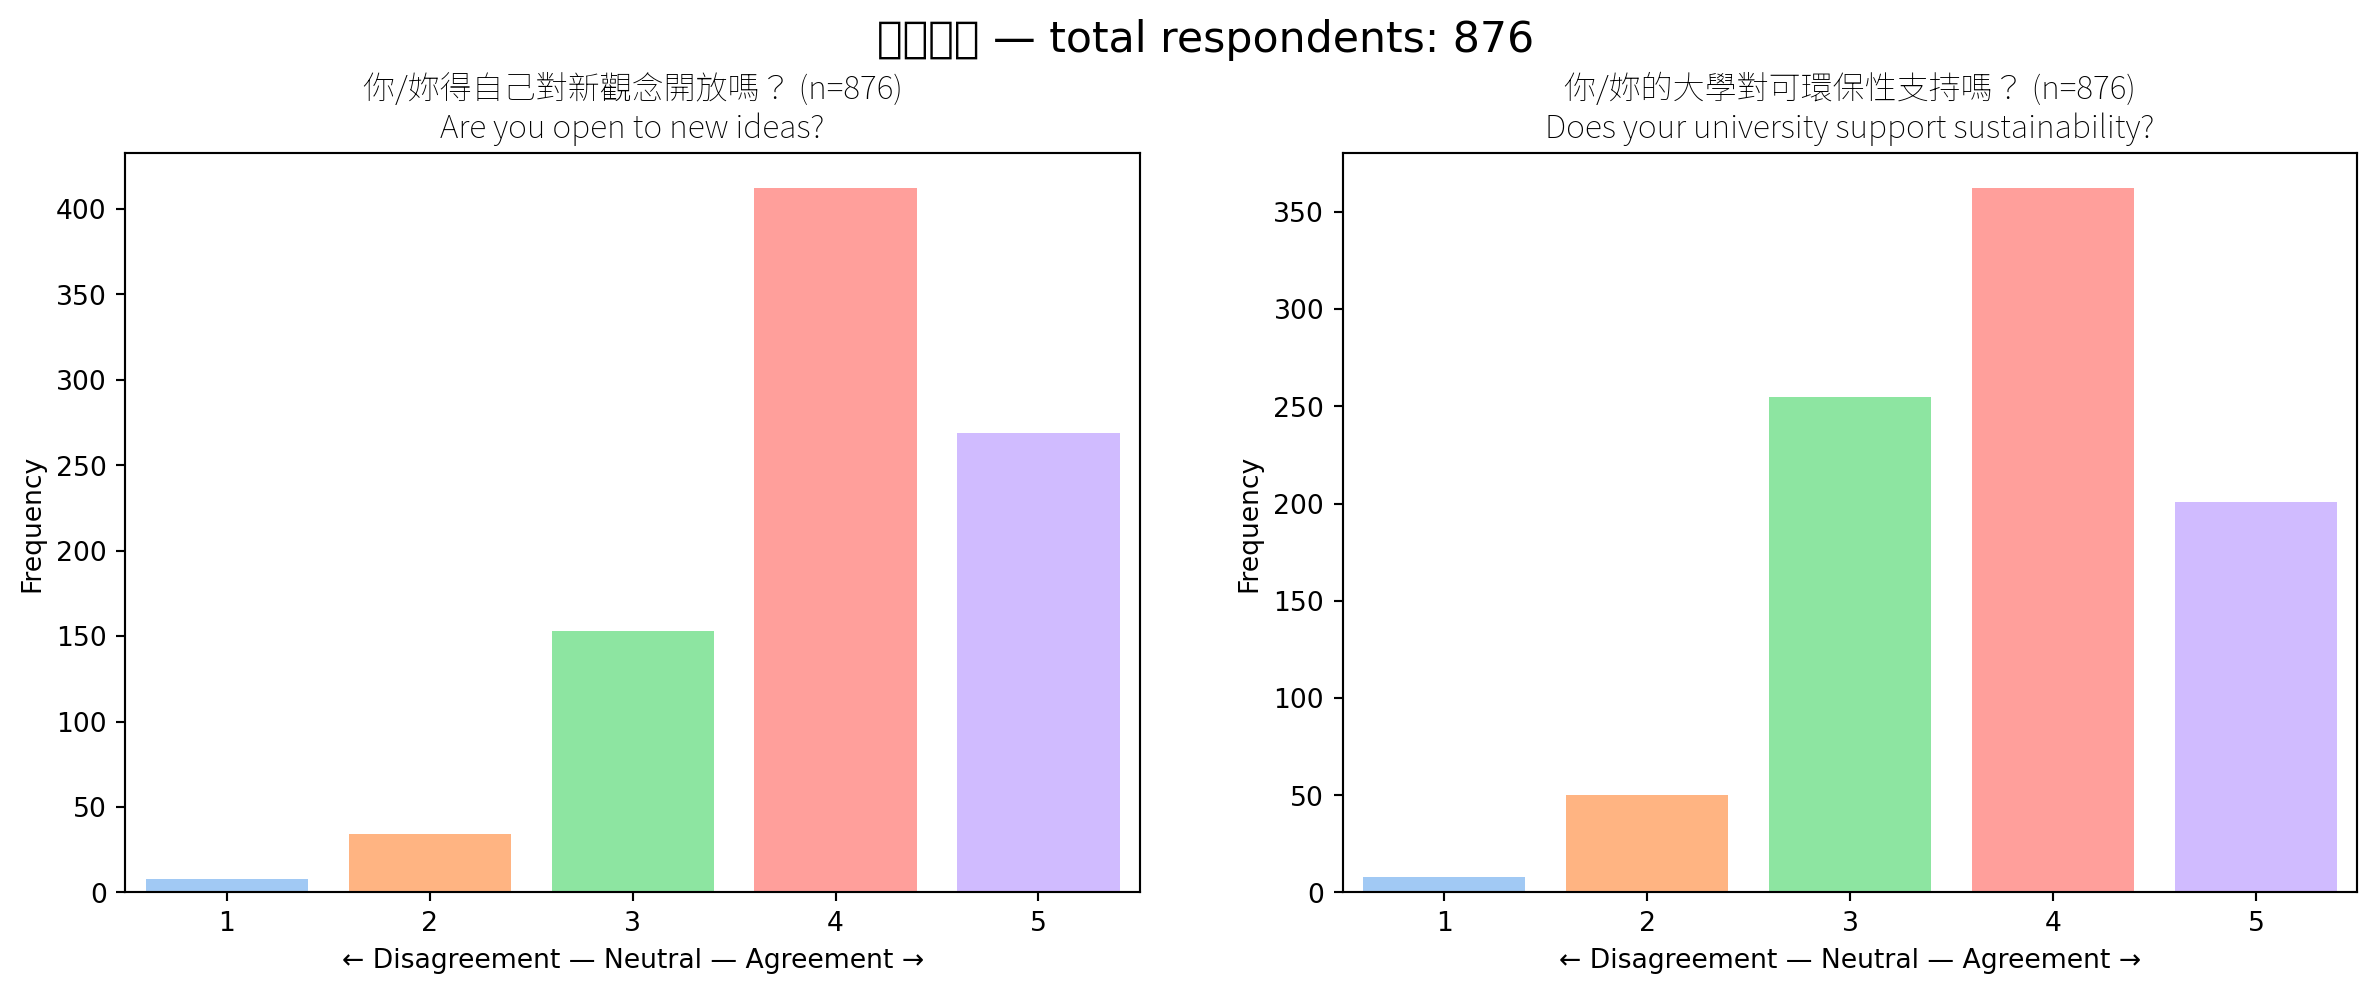 — total respondents: 876
你/妳得自己對新觀念開放嗎？ (n=876)
Are you open to new ideas?
400
350
300
250
200
150
100
50
0
Frequency
1 2 3 4 5
← Disagreement — Neutral — Agreement →
你/妳的大學對可環保性支持嗎？ (n=876)
Does your university support sustainability?
350
300
250
200
150
100
50
0
Frequency
1 2 3 4 5
← Disagreement — Neutral — Agreement →